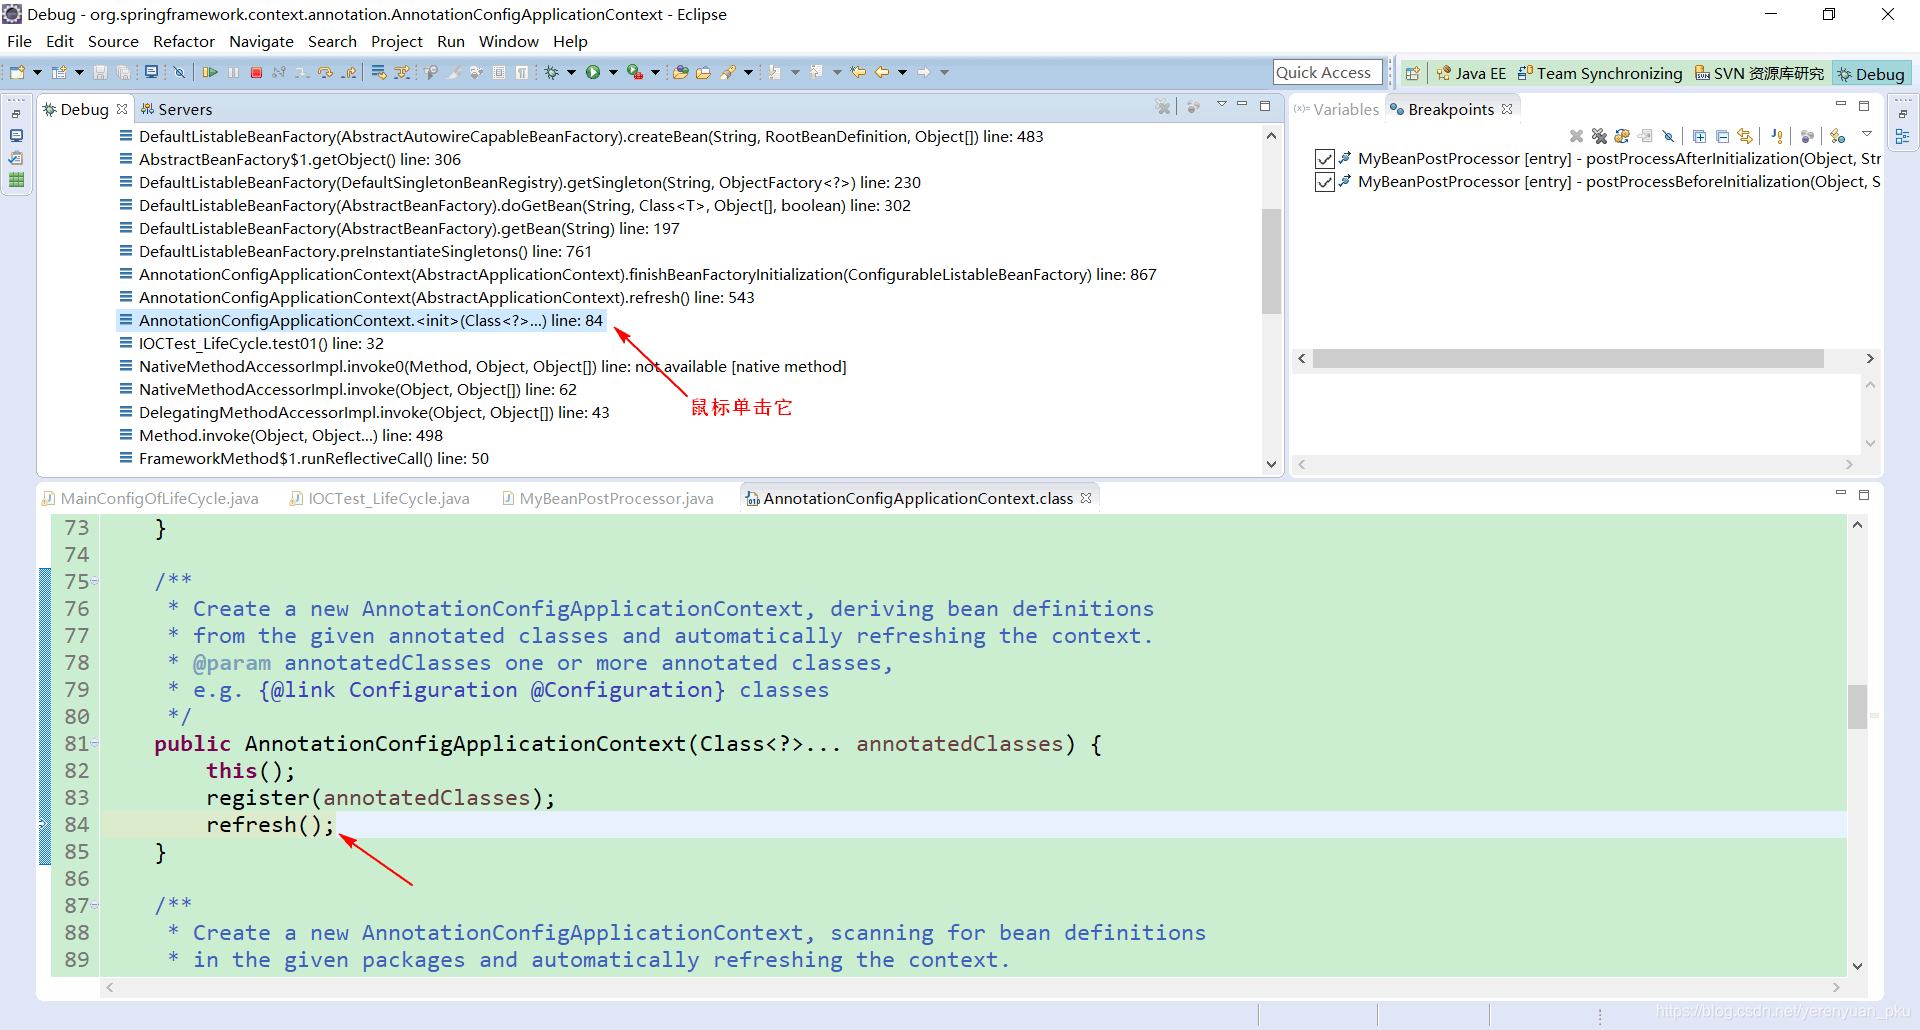 Debug - org.springframework.context.annotation.AnnotationConfigApplicationContext - Eclipse
File Edit Source Refactor Navigate Search Project Run Window Help
Quick Access Java EE Team Synchronizing SVN 资源库研究 Debug
Debug Servers
DefaultListableBeanFactory(AbstractAutowireCapableBeanFactory).createBean(String, RootBeanDefinition, Object[]) line: 483
AbstractBeanFactory$1.getObject() line: 306
DefaultListableBeanFactory(DefaultSingletonBeanRegistry).getSingleton(String, ObjectFactory<?>) line: 230
DefaultListableBeanFactory(AbstractBeanFactory).doGetBean(String, Class<T>, Object[], boolean) line: 302
DefaultListableBeanFactory(AbstractBeanFactory).getBean(String) line: 197
DefaultListableBeanFactory.preInstantiateSingletons() line: 761
AnnotationConfigApplicationContext(AbstractApplicationContext).finishBeanFactoryInitialization(ConfigurableListableBeanFactory) line: 867
AnnotationConfigApplicationContext(AbstractApplicationContext).refresh() line: 543
AnnotationConfigApplicationContext.<init>(Class<?>...) line: 84
IOCTest_LifeCycle.test01() line: 32
NativeMethodAccessorImpl.invoke0(Method, Object, Object[]) line: not available [native method]
NativeMethodAccessorImpl.invoke(Object, Object[]) line: 62
DelegatingMethodAccessorImpl.invoke(Object, Object[]) line: 43
鼠标单击它
Method.invoke(Object, Object...) line: 498
FrameworkMethod$1.runReflectiveCall() line: 50
(x)= Variables Breakpoints
MyBeanPostProcessor [entry] - postProcessAfterInitialization(Object, Str
MyBeanPostProcessor [entry] - postProcessBeforeInitialization(Object, S
MainConfigOfLifeCycle.java IOCTest_LifeCycle.java MyBeanPostProcessor.java AnnotationConfigApplicationContext.class
73 }
74
75 /**
76 * Create a new AnnotationConfigApplicationContext, deriving bean definitions
77 * from the given annotated classes and automatically refreshing the context.
78 * @param annotatedClasses one or more annotated classes,
79 * e.g. {@link Configuration @Configuration} classes
80 */
81 public AnnotationConfigApplicationContext(Class<?>... annotatedClasses) {
82 this();
83 register(annotatedClasses);
84 refresh();
85 }
86
87 /**
88 * Create a new AnnotationConfigApplicationContext, scanning for bean definitions
89 * in the given packages and automatically refreshing the context.
https://blog.csdn.net/yerenyuan_pku